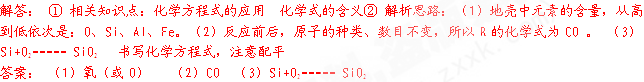 解答： ① 相关知识点：化学方程式的应用 化学式的含义② 解析思路：（1）地壳中元素的含量，从高
到低依次是：O、Si、Al、Fe。（2）反应前后，原子的种类、数目不变，所以 R 的化学式为 CO 。 （3）
Si+O₂----- SiO₂ 书写化学方程式，注意配平
答案： （1）氧（或 O） （2）CO （3）Si+O₂----- SiO₂